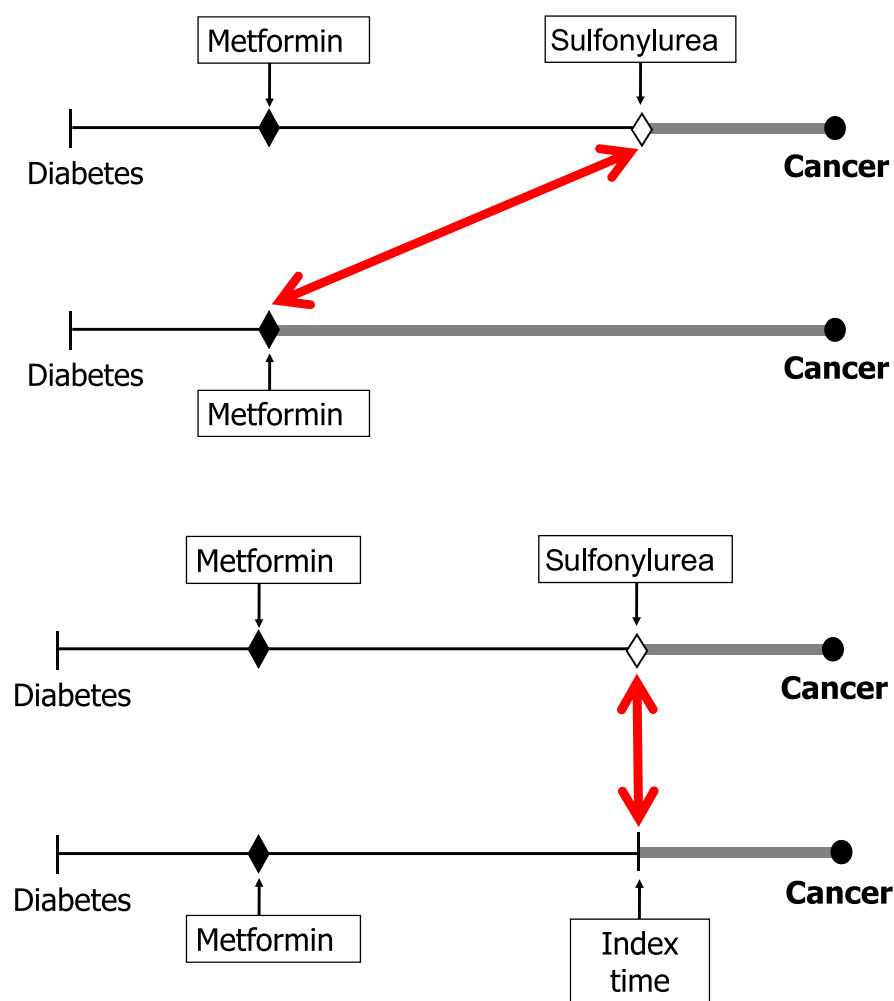 Metformin
Sulfonylurea
Diabetes
Cancer
Diabetes
Cancer
Metformin
Metformin
Sulfonylurea
Diabetes
Cancer
Diabetes
Cancer
Metformin
Index
time